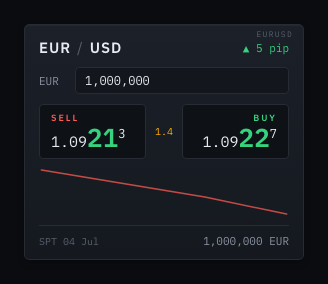 EURUSD
EUR / USD
▲ 5 pip
EUR 1,000,000
SELL
1.09213
1.4
BUY
1.09227
SPT 04 Jul
1,000,000 EUR